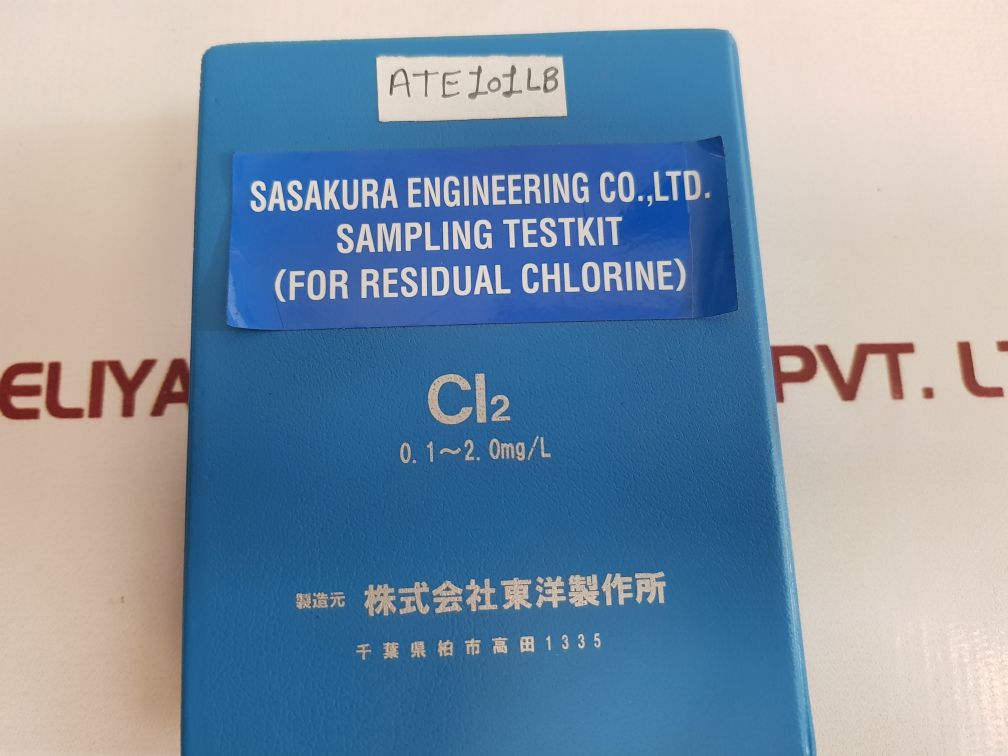 ATE101LB
SASAKURA ENGINEERING CO.,LTD.
SAMPLING TESTKIT
(FOR RESIDUAL CHLORINE)
ELIYA PVT. LT
Cl2
0.1～2.0mg/L
製造元 株式会社東洋製作所
千葉県柏市高田1335